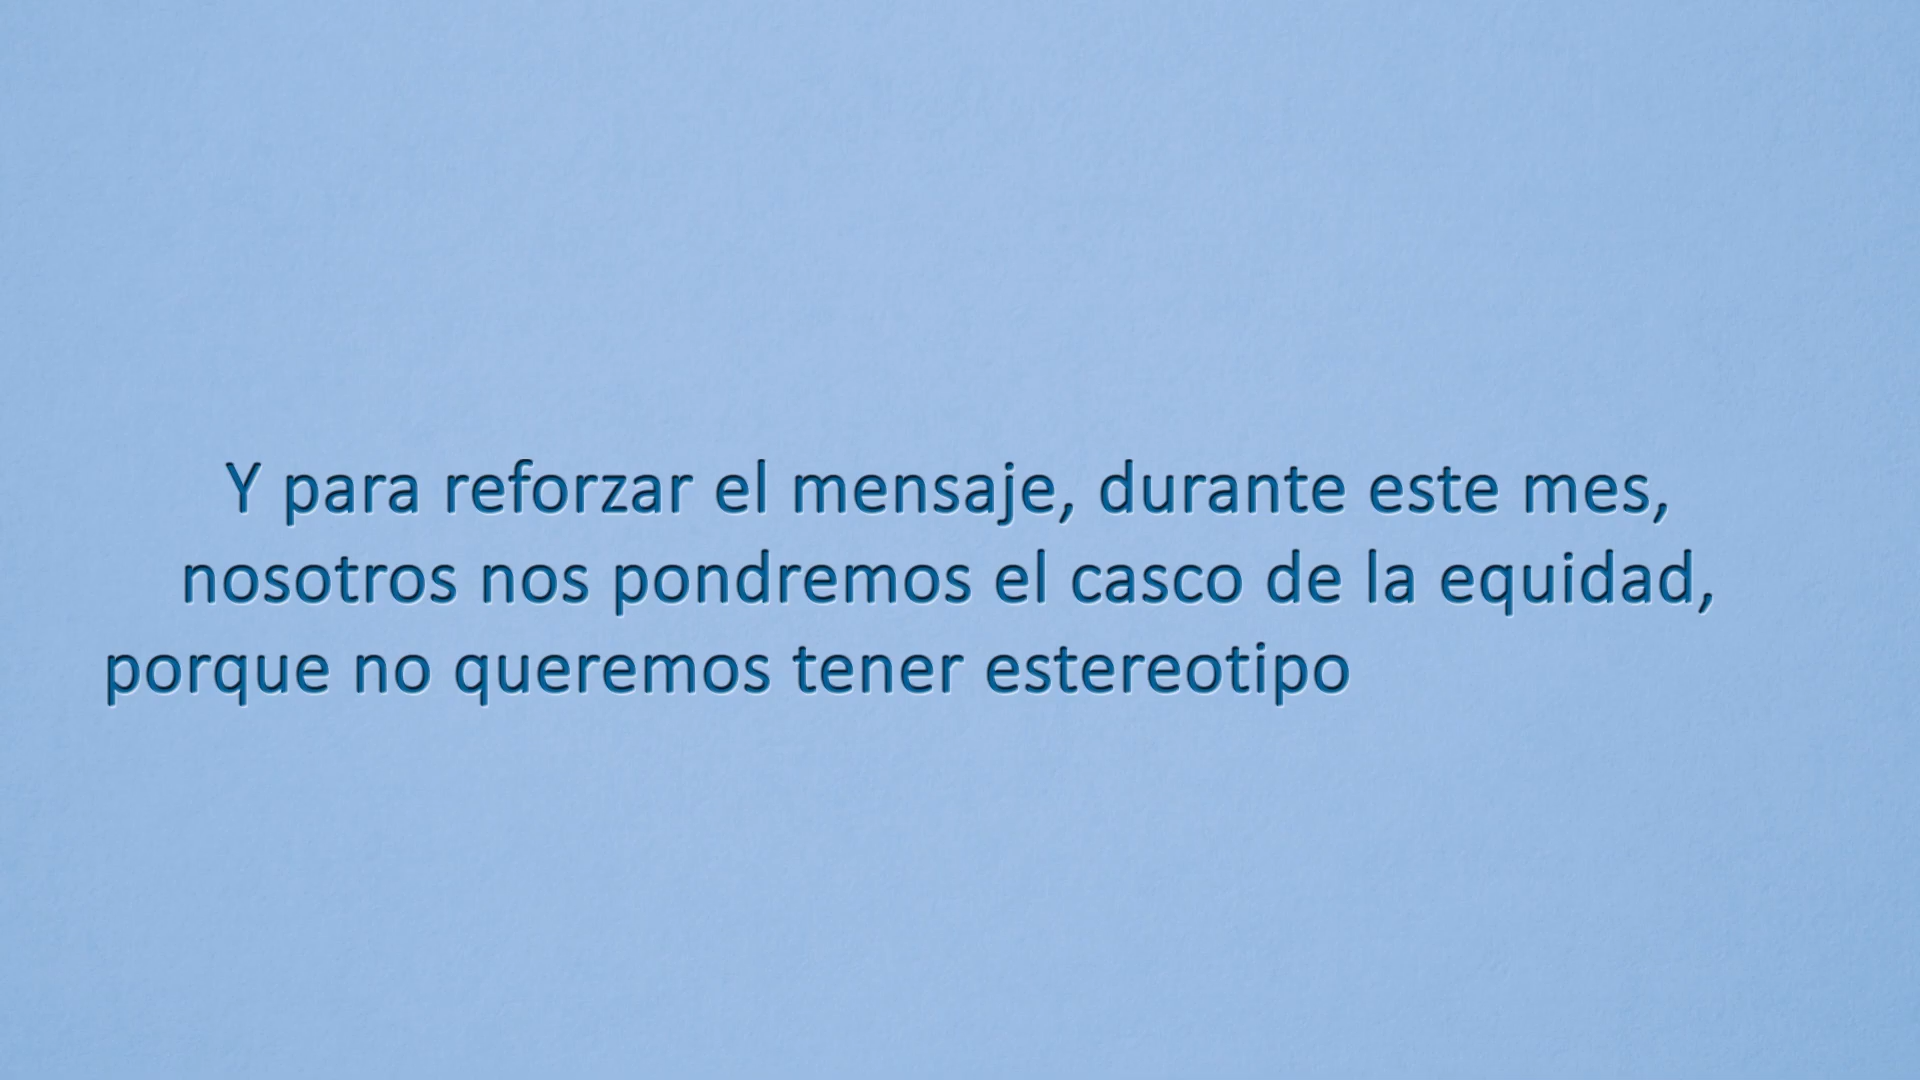 Y para reforzar el mensaje, durante este mes,
nosotros nos pondremos el casco de la equidad,
porque no queremos tener estereotipo